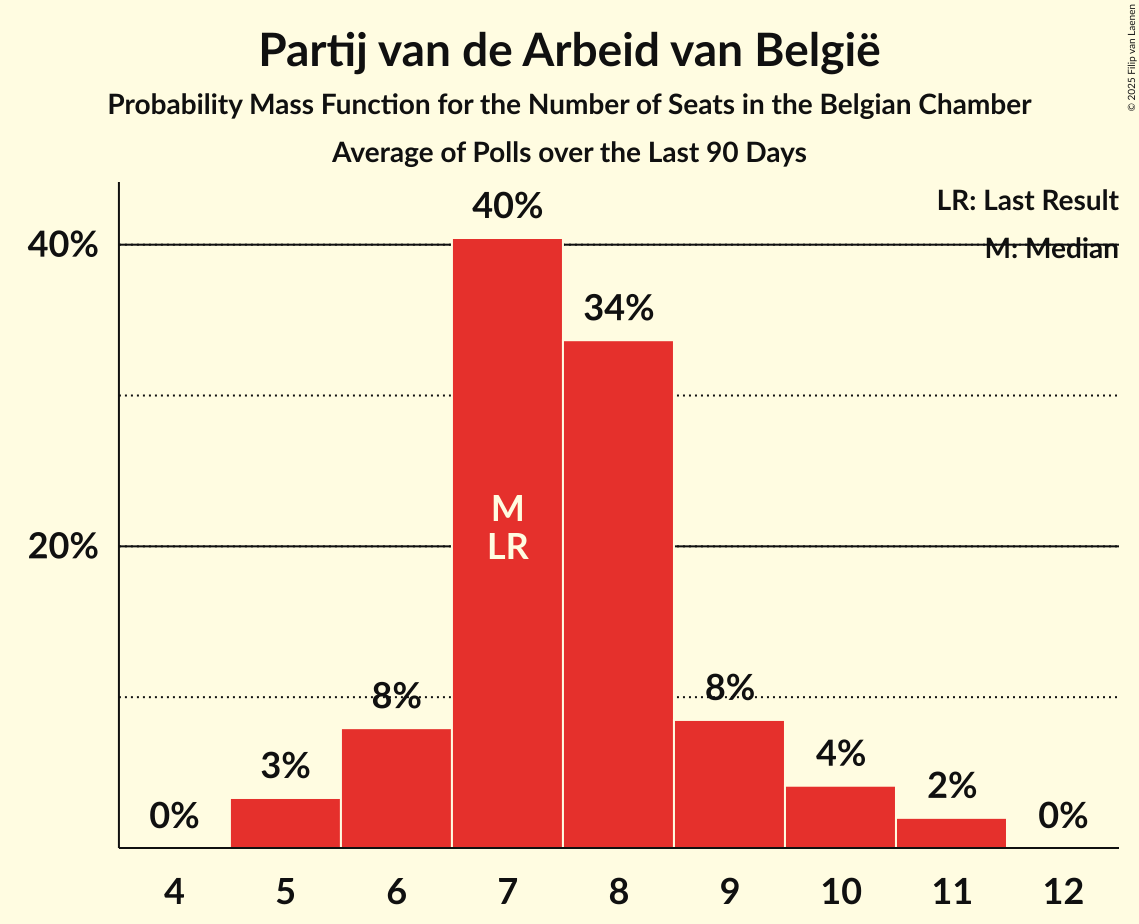 Partij van de Arbeid van België
Probability Mass Function for the Number of Seats in the Belgian Chamber
Average of Polls over the Last 90 Days
© 2025 Filip van Laenen
LR: Last Result
M: Median
40%
20%
0%
3%
8%
40%
34%
8%
4%
2%
0%
M
LR
4 5 6 7 8 9 10 11 12